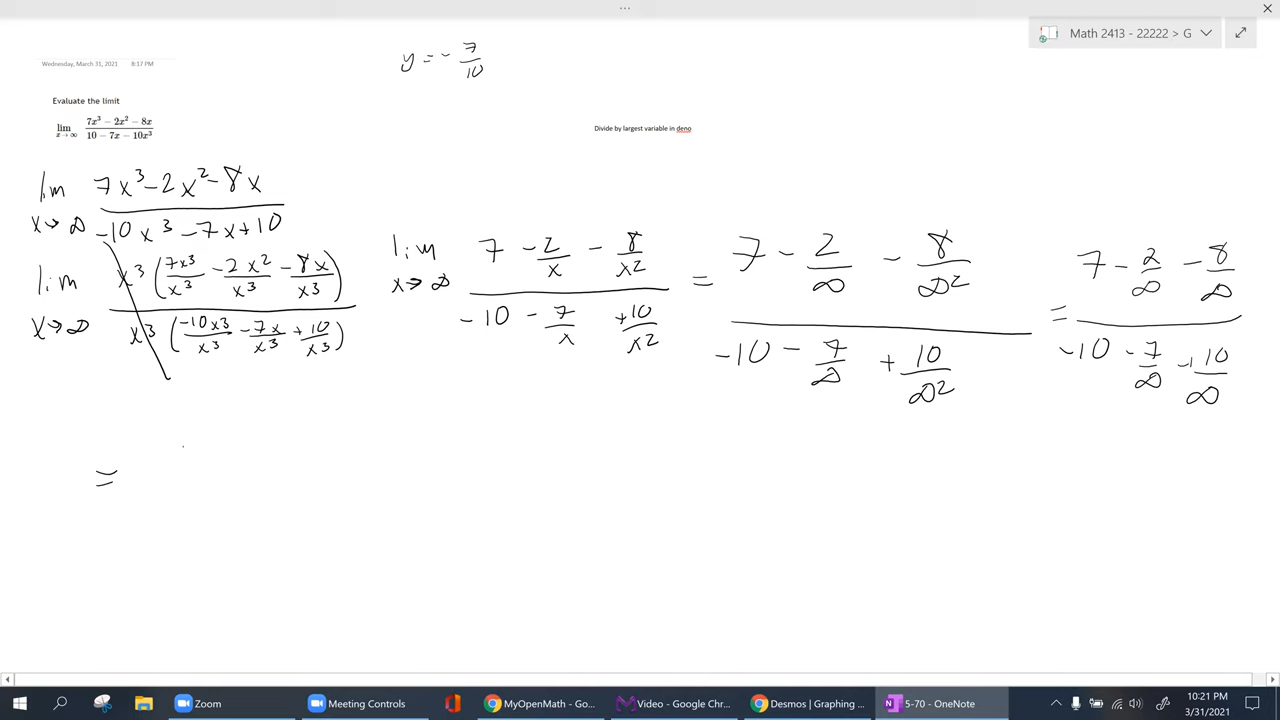 Math 2413 - 22222 > G
y = - 7/10
Wednesday, March 31, 2021 8:17 PM
Evaluate the limit
lim x→∞ (7x³ − 2x² − 8x)/(10 − 7x − 10x³)
Divide by largest variable in deno
lim x→∞ (7x³ - 2x² - 8x)/(-10x³ - 7x + 10)
lim x→∞ x³(7x³/x³ - 2x²/x³ - 8x/x³) / x³(-10x³/x³ - 7x/x³ + 10/x³)
lim x→∞ (7 - 2/x - 8/x²)/(-10 - 7/x + 10/x2) = (7 - 2/∞ - 8/∞²)/(-10 - 7/∞ + 10/∞²) = (7 - 2/∞ - 8/∞)/(-10 - 7/∞ + 10/∞)
=
Zoom
Meeting Controls
MyOpenMath - Go...
Video - Google Chr...
Desmos | Graphing ...
5-70 - OneNote
10:21 PM
3/31/2021